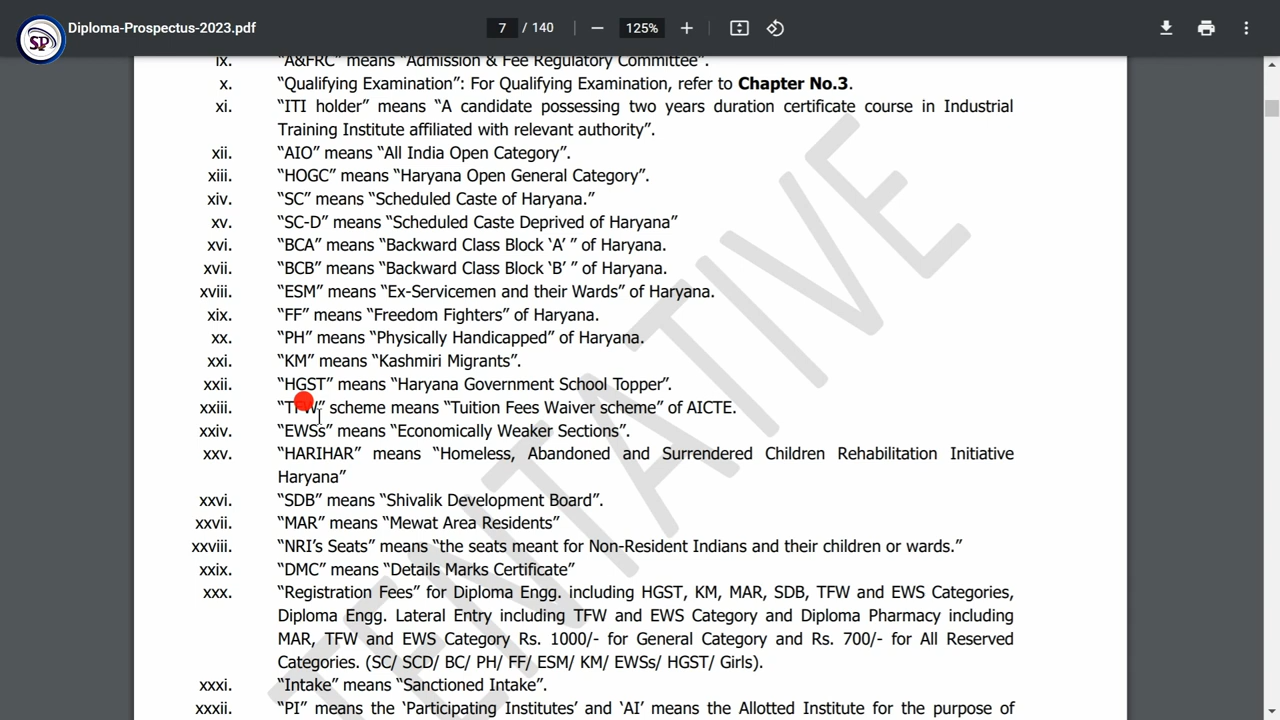 SP
Diploma-Prospectus-2023.pdf
7 / 140
125%
ix. “A&FRC” means “Admission & Fee Regulatory Committee”.
x. “Qualifying Examination”: For Qualifying Examination, refer to Chapter No.3.
xi. “ITI holder” means “A candidate possessing two years duration certificate course in Industrial
Training Institute affiliated with relevant authority”.
xii. “AIO” means “All India Open Category”.
xiii. “HOGC” means “Haryana Open General Category”.
xiv. “SC” means “Scheduled Caste of Haryana.”
xv. “SC-D” means “Scheduled Caste Deprived of Haryana”
xvi. “BCA” means “Backward Class Block ‘A’ ” of Haryana.
xvii. “BCB” means “Backward Class Block ‘B’ ” of Haryana.
xviii. “ESM” means “Ex-Servicemen and their Wards” of Haryana.
xix. “FF” means “Freedom Fighters” of Haryana.
xx. “PH” means “Physically Handicapped” of Haryana.
xxi. “KM” means “Kashmiri Migrants”.
xxii. “HGST” means “Haryana Government School Topper”.
xxiii. “TFW” scheme means “Tuition Fees Waiver scheme” of AICTE.
xxiv. “EWSs” means “Economically Weaker Sections”.
xxv. “HARIHAR” means “Homeless, Abandoned and Surrendered Children Rehabilitation Initiative
Haryana”
xxvi. “SDB” means “Shivalik Development Board”.
xxvii. “MAR” means “Mewat Area Residents”
xxviii. “NRI’s Seats” means “the seats meant for Non-Resident Indians and their children or wards.”
xxix. “DMC” means “Details Marks Certificate”
xxx. “Registration Fees” for Diploma Engg. including HGST, KM, MAR, SDB, TFW and EWS Categories,
Diploma Engg. Lateral Entry including TFW and EWS Category and Diploma Pharmacy including
MAR, TFW and EWS Category Rs. 1000/- for General Category and Rs. 700/- for All Reserved
Categories. (SC/ SCD/ BC/ PH/ FF/ ESM/ KM/ EWSs/ HGST/ Girls).
xxxi. “Intake” means “Sanctioned Intake”.
xxxii. “PI” means the ‘Participating Institutes’ and ‘AI’ means the Allotted Institute for the purpose of
TENTATIVE